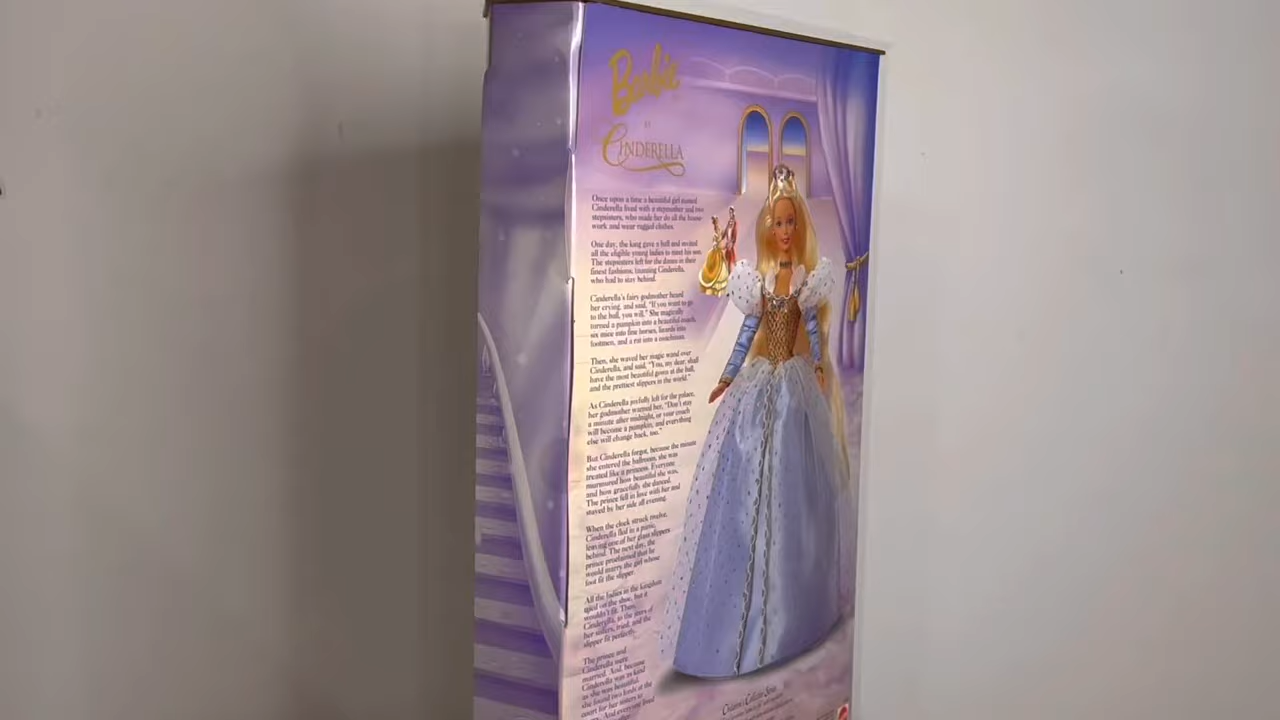 Barbie
as
CINDERELLA
Once upon a time a beautiful girl named
Cinderella lived with a stepmother and two
stepsisters, who made her do all the house-
work and wear ragged clothes.
One day, the king gave a ball and invited
all the eligible young ladies to meet his son.
The stepsisters left for the dance in their
finest fashions, taunting Cinderella,
who had to stay behind.
Cinderella's fairy godmother heard
her crying, and said, "If you want to go
to the ball, you will." She magically
turned a pumpkin into a beautiful coach,
six mice into fine horses, lizards into
footmen, and a rat into a coachman.
Then, she waved her magic wand over
Cinderella, and said, "You, my dear, shall
have the most beautiful gown at the ball,
and the prettiest slippers in the world."
As Cinderella joyfully left for the palace,
her godmother warned her, "Don't stay
a minute after midnight, or your coach
will become a pumpkin, and everything
else will change back, too."
But Cinderella forgot, because the minute
she entered the ballroom, she was
treated like a princess. Everyone
murmured how beautiful she was,
and how gracefully she danced.
The prince fell in love with her and
stayed by her side all evening.
When the clock struck twelve,
Cinderella fled in a panic,
leaving one of her glass slippers
behind. The next day, the
prince proclaimed that he
would marry the girl whose
foot fit the slipper.
All the ladies in the kingdom
tried on the shoe, but it
wouldn't fit. Then,
Cinderella, to the jeers of
her sisters, tried, and the
slipper fit perfectly.
The prince and
Cinderella were
married. And, because
Cinderella was as kind
as she was beautiful,
she found two lords at the
court for her sisters to
And everyone lived
Children's Collector Series